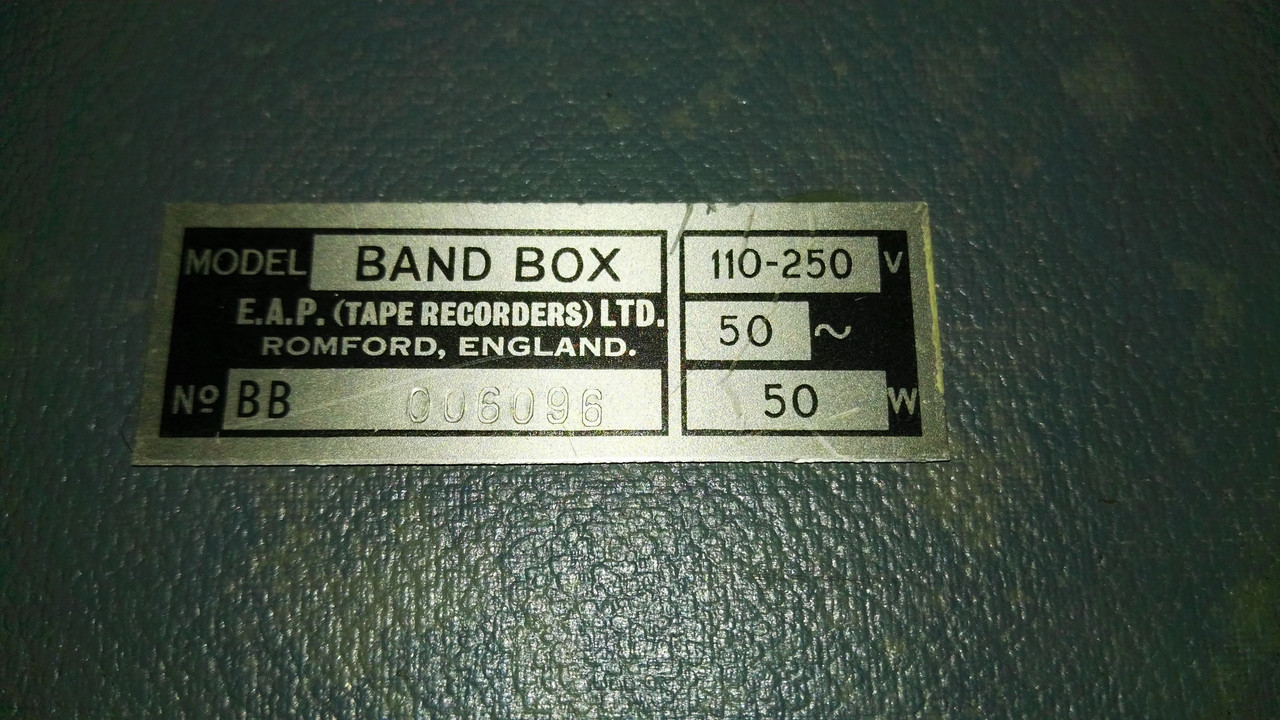 MODEL BAND BOX
E.A.P. (TAPE RECORDERS) LTD.
ROMFORD, ENGLAND.
Nº BB 006096
110-250 V
50 ~
50 W